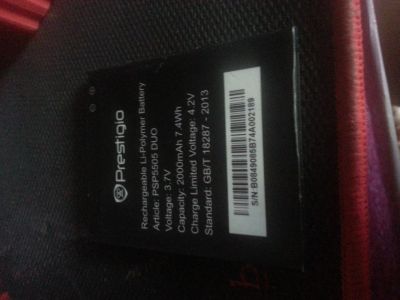 Prestigio
Rechargeable Li-Polymer Battery
Article: PSP5505 DUO
Voltage: 3.7V
Capacity: 2000mAh 7.4Wh
Charge Limited Voltage: 4.2V
Standard: GB/T 18287 - 2013
S/N:B0849085B74A002189